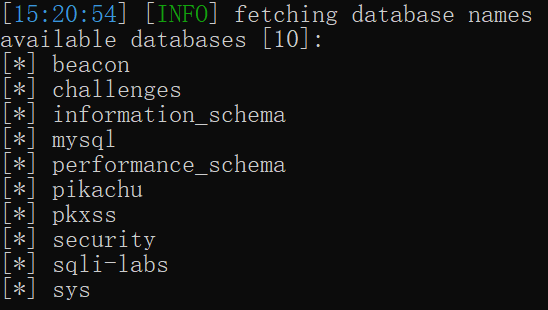 [15:20:54] [INFO] fetching database names
available databases [10]:
[*] beacon
[*] challenges
[*] information_schema
[*] mysql
[*] performance_schema
[*] pikachu
[*] pkxss
[*] security
[*] sqli-labs
[*] sys